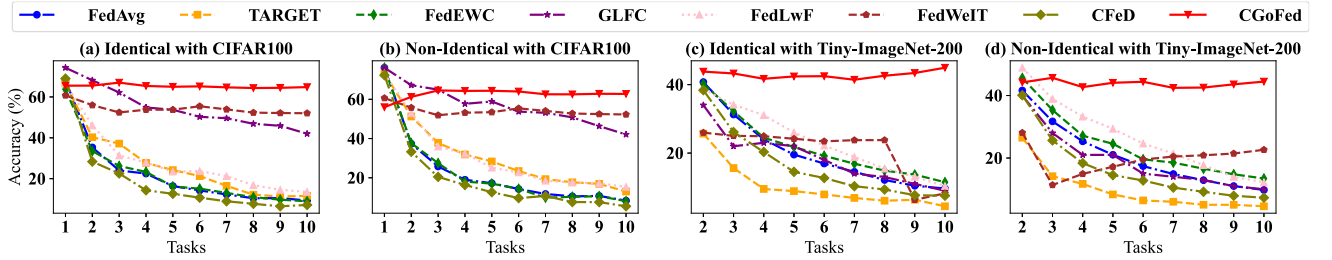 FedAvg TARGET FedEWC GLFC FedLwF FedWeIT CFeD CGoFed
(a) Identical with CIFAR100 (b) Non-Identical with CIFAR100 (c) Identical with Tiny-ImageNet-200 (d) Non-Identical with Tiny-ImageNet-200
Accuracy (%)
60
40
20
1 2 3 4 5 6 7 8 9 10
Tasks
60
40
20
1 2 3 4 5 6 7 8 9 10
Tasks
40
20
2 3 4 5 6 7 8 9 10
Tasks
40
20
2 3 4 5 6 7 8 9 10
Tasks